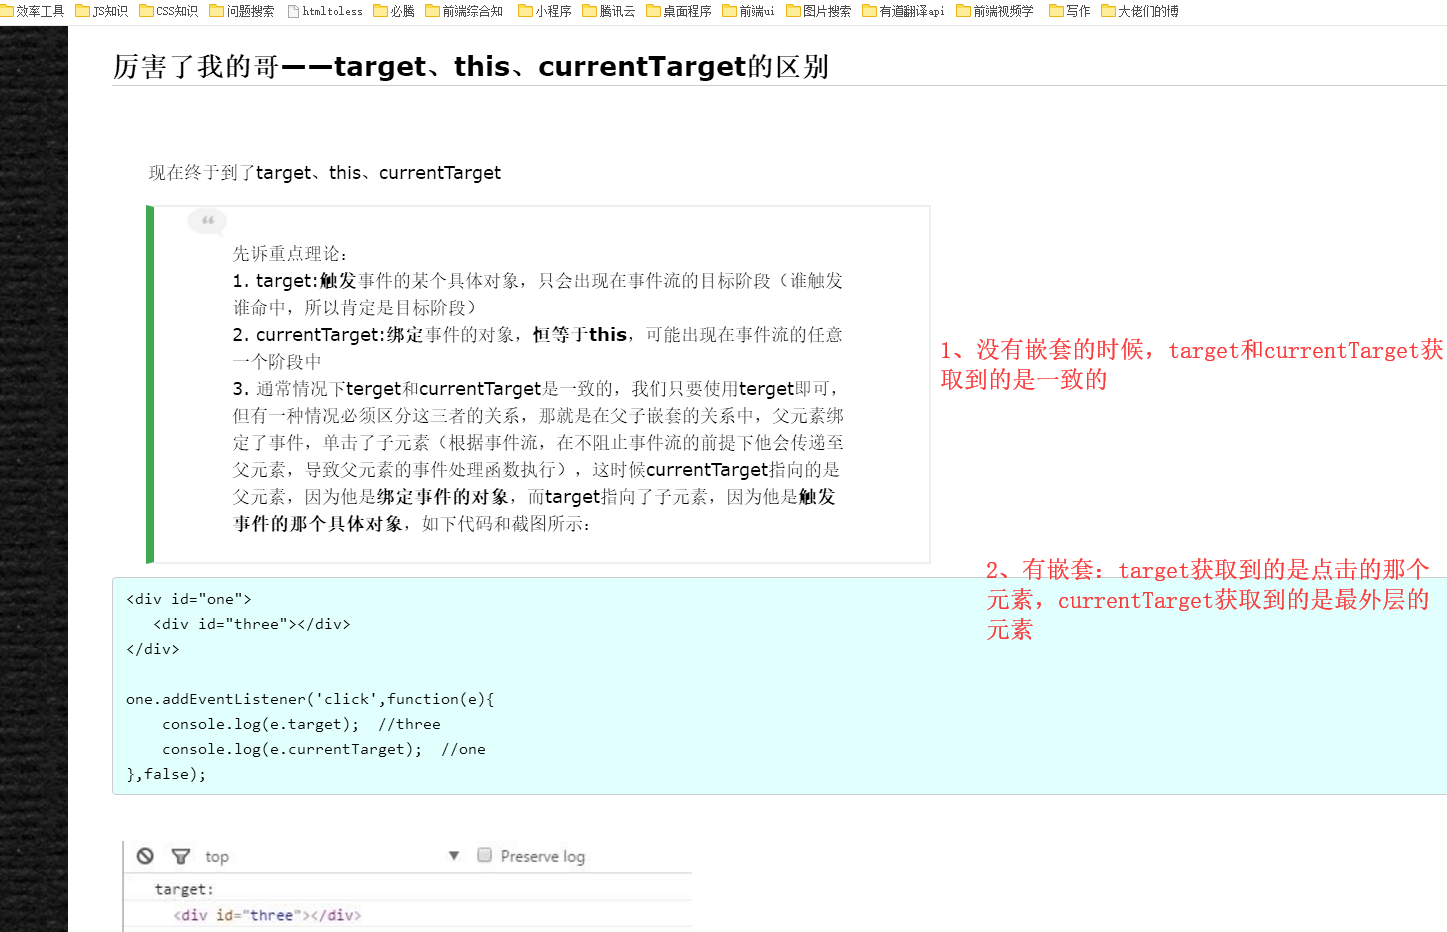 效率工具 JS知识 CSS知识 问题搜索 htmltoless 必腾 前端综合知 小程序 腾讯云 桌面程序 前端ui 图片搜索 有道翻译api 前端视频学 写作 大佬们的博
厉害了我的哥——target、this、currentTarget的区别
现在终于到了target、this、currentTarget
先诉重点理论：
1. target:触发事件的某个具体对象，只会出现在事件流的目标阶段（谁触发
谁命中，所以肯定是目标阶段）
2. currentTarget:绑定事件的对象，恒等于this，可能出现在事件流的任意
一个阶段中
3. 通常情况下terget和currentTarget是一致的，我们只要使用terget即可，
但有一种情况必须区分这三者的关系，那就是在父子嵌套的关系中，父元素绑
定了事件，单击了子元素（根据事件流，在不阻止事件流的前提下他会传递至
父元素，导致父元素的事件处理函数执行），这时候currentTarget指向的是
父元素，因为他是绑定事件的对象，而target指向了子元素，因为他是触发
事件的那个具体对象，如下代码和截图所示：
1、没有嵌套的时候，target和currentTarget获
取到的是一致的
2、有嵌套：target获取到的是点击的那个
元素，currentTarget获取到的是最外层的
元素
<div id="one">
<div id="three"></div>
</div>
one.addEventListener('click',function(e){
console.log(e.target);  //three
console.log(e.currentTarget);  //one
},false);
top ▼ Preserve log
target:
<div id="three"></div>